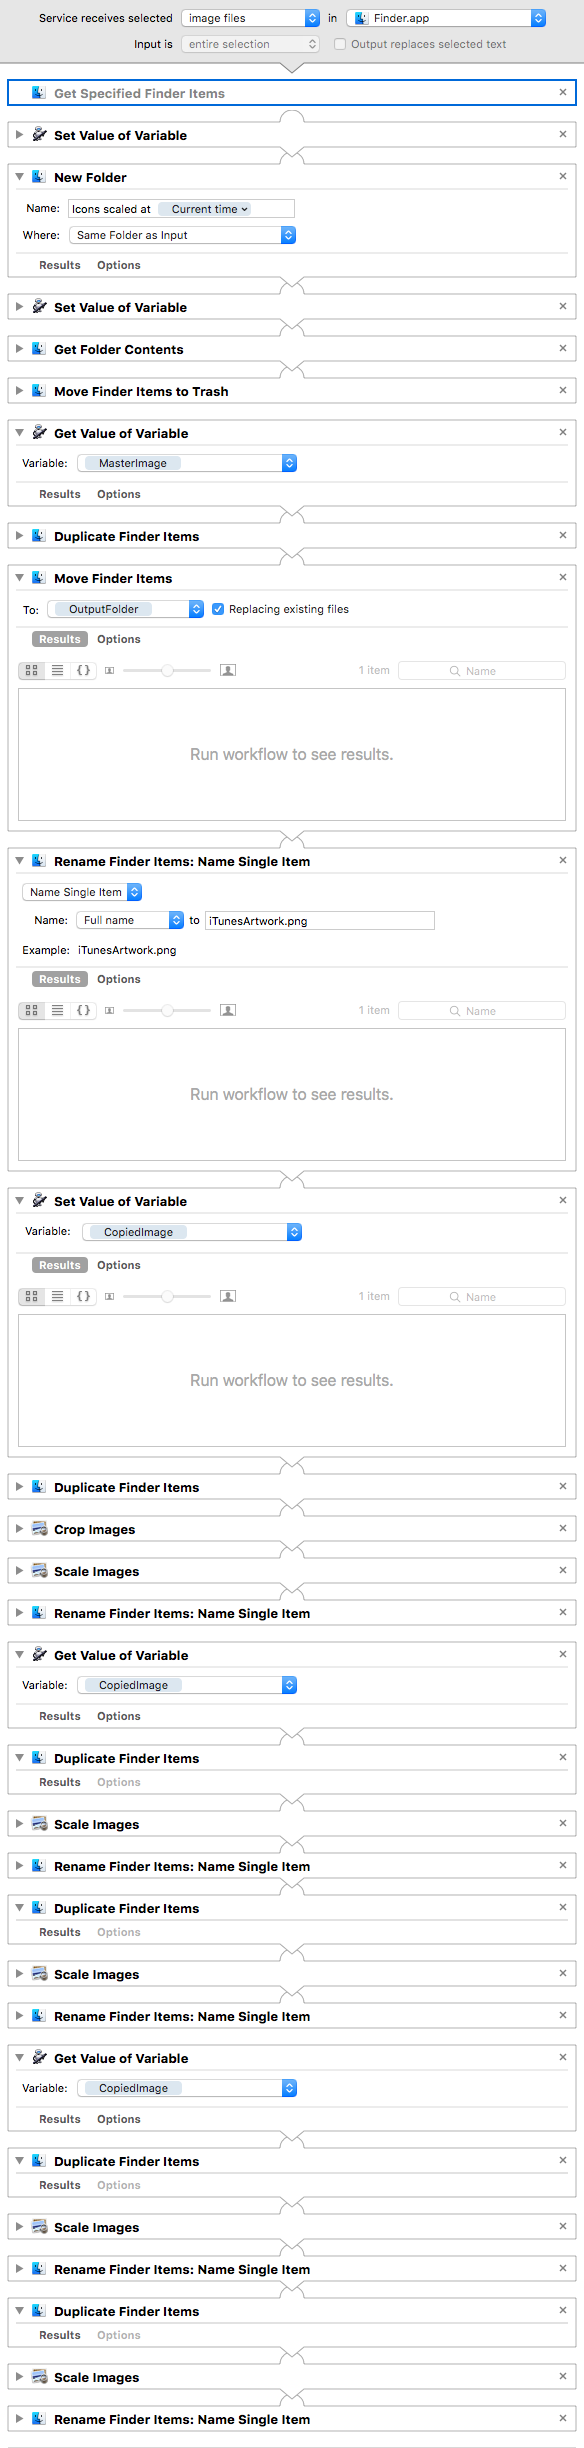 Service receives selected image files in Finder.app
Input is entire selection Output replaces selected text
Get Specified Finder Items
Set Value of Variable
New Folder
Name: Icons scaled at Current time
Where: Same Folder as Input
Results Options
Set Value of Variable
Get Folder Contents
Move Finder Items to Trash
Get Value of Variable
Variable: MasterImage
Results Options
Duplicate Finder Items
Move Finder Items
To: OutputFolder Replacing existing files
Results Options
1 item Name
Run workflow to see results.
Rename Finder Items: Name Single Item
Name Single Item
Name: Full name to iTunesArtwork.png
Example: iTunesArtwork.png
Results Options
1 item Name
Run workflow to see results.
Set Value of Variable
Variable: CopiedImage
Results Options
1 item Name
Run workflow to see results.
Duplicate Finder Items
Crop Images
Scale Images
Rename Finder Items: Name Single Item
Get Value of Variable
Variable: CopiedImage
Results Options
Duplicate Finder Items
Results Options
Scale Images
Rename Finder Items: Name Single Item
Duplicate Finder Items
Results Options
Scale Images
Rename Finder Items: Name Single Item
Get Value of Variable
Variable: CopiedImage
Results Options
Duplicate Finder Items
Results Options
Scale Images
Rename Finder Items: Name Single Item
Duplicate Finder Items
Results Options
Scale Images
Rename Finder Items: Name Single Item